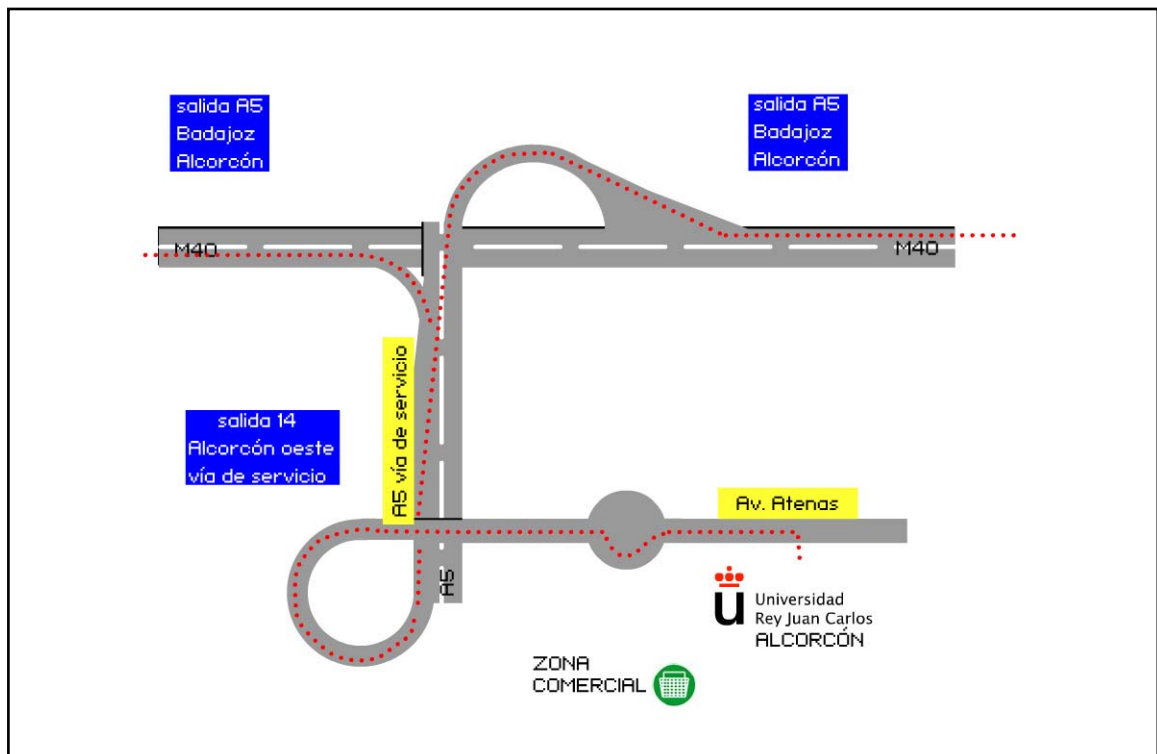 salida A5
Badajoz
Alcorcón
salida A5
Badajoz
Alcorcón
M40
M40
A5 vía de servicio
salida 14
Alcorcón oeste
vía de servicio
Av. Atenas
A5
u Universidad
Rey Juan Carlos
ALCORCÓN
ZONA
COMERCIAL